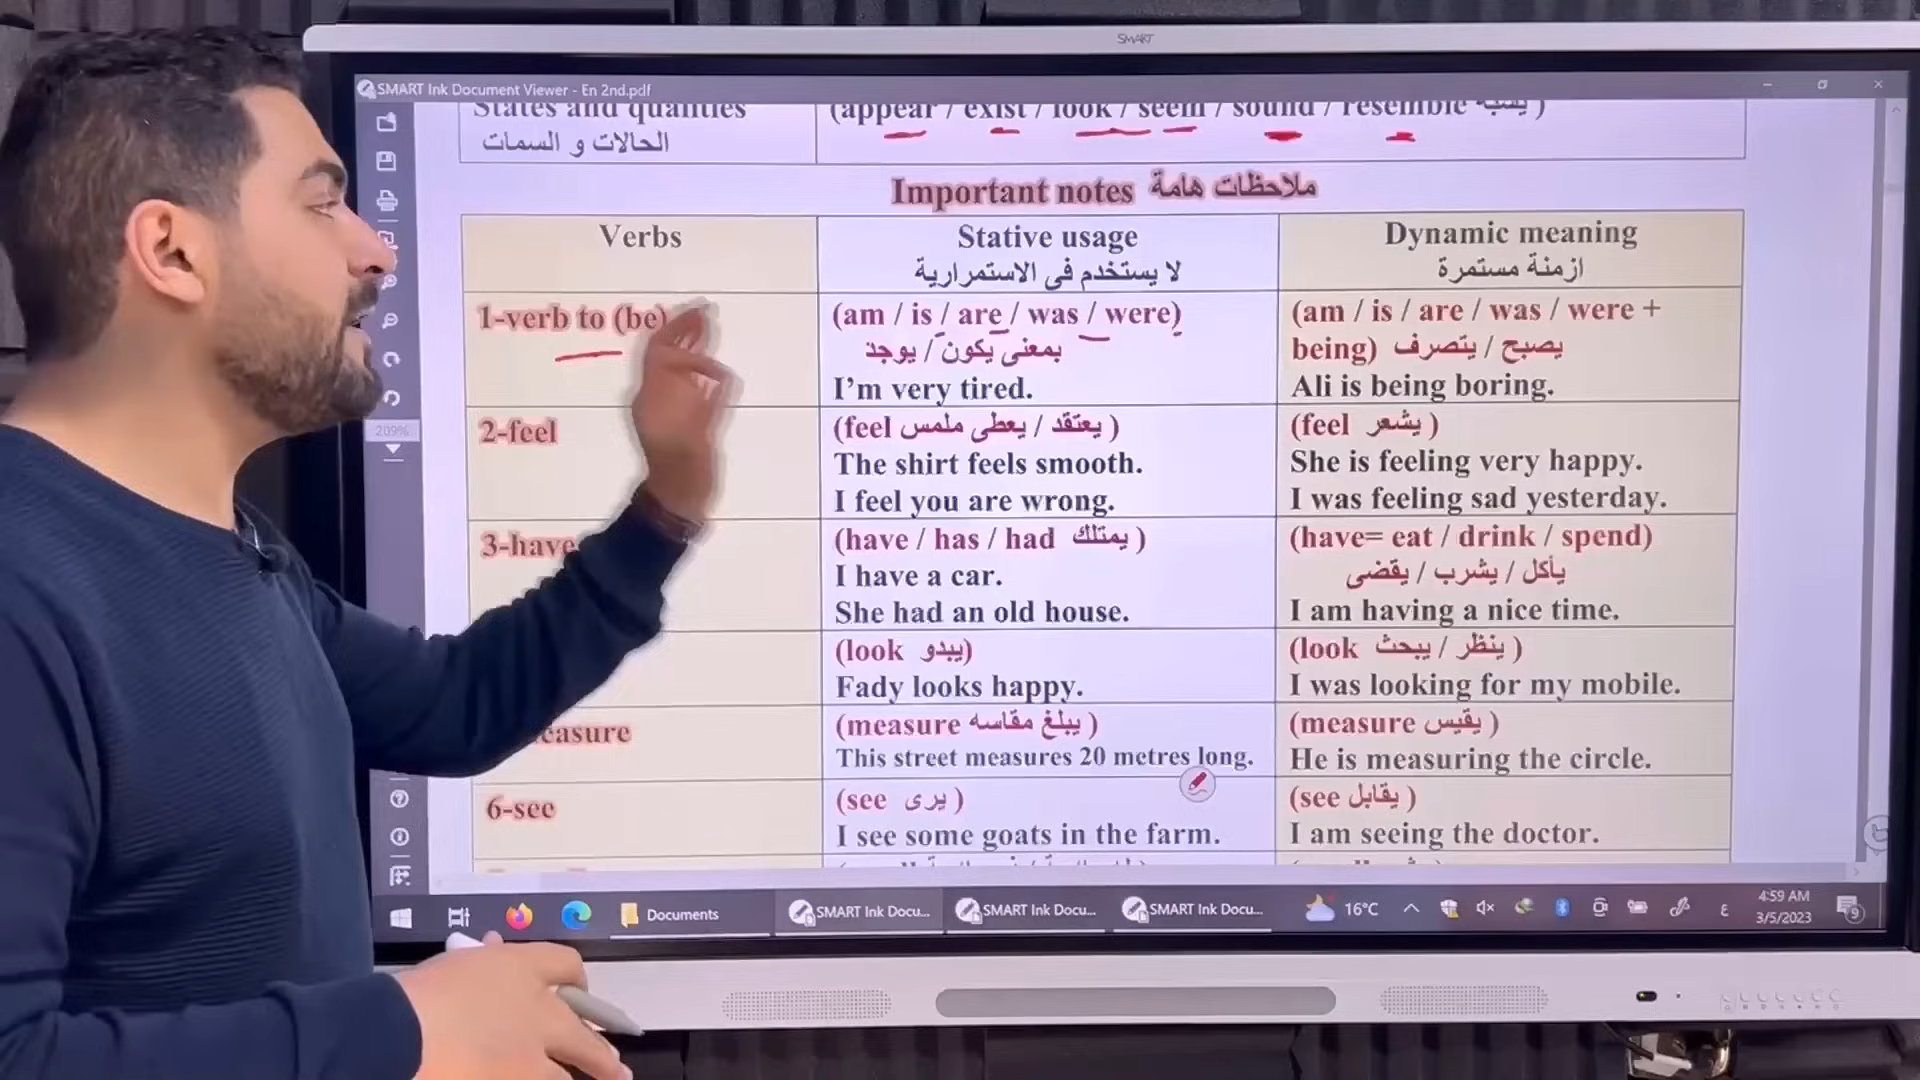 SMART
SMART Ink Document Viewer - En 2nd.pdf
States and qualities
الحالات و السمات
(appear / exist / look / seem / sound / resemble يشبه )
Important notes ملاحظات هامة
Verbs
Stative usage
لا يستخدم فى الاستمرارية
Dynamic meaning
ازمنة مستمرة
1-verb to (be)
(am / is / are / was / were)
بمعنى يكون / يوجد
I'm very tired.
(am / is / are / was / were +
being) يصبح / يتصرف
Ali is being boring.
2-feel
(feel يعتقد / يعطى ملمس )
The shirt feels smooth.
I feel you are wrong.
(feel يشعر )
She is feeling very happy.
I was feeling sad yesterday.
3-have
(have / has / had يمتلك )
I have a car.
She had an old house.
(have= eat / drink / spend)
يأكل / يشرب / يقضى
I am having a nice time.
(look يبدو)
Fady looks happy.
(look ينظر / يبحث )
I was looking for my mobile.
easure
(measure يبلغ مقاسه )
This street measures 20 metres long.
(measure يقيس )
He is measuring the circle.
6-see
(see يرى )
I see some goats in the farm.
(see يقابل )
I am seeing the doctor.
209%
Documents
SMART Ink Docu...
SMART Ink Docu...
SMART Ink Docu...
16°C
ع
4:59 AM
3/5/2023
9